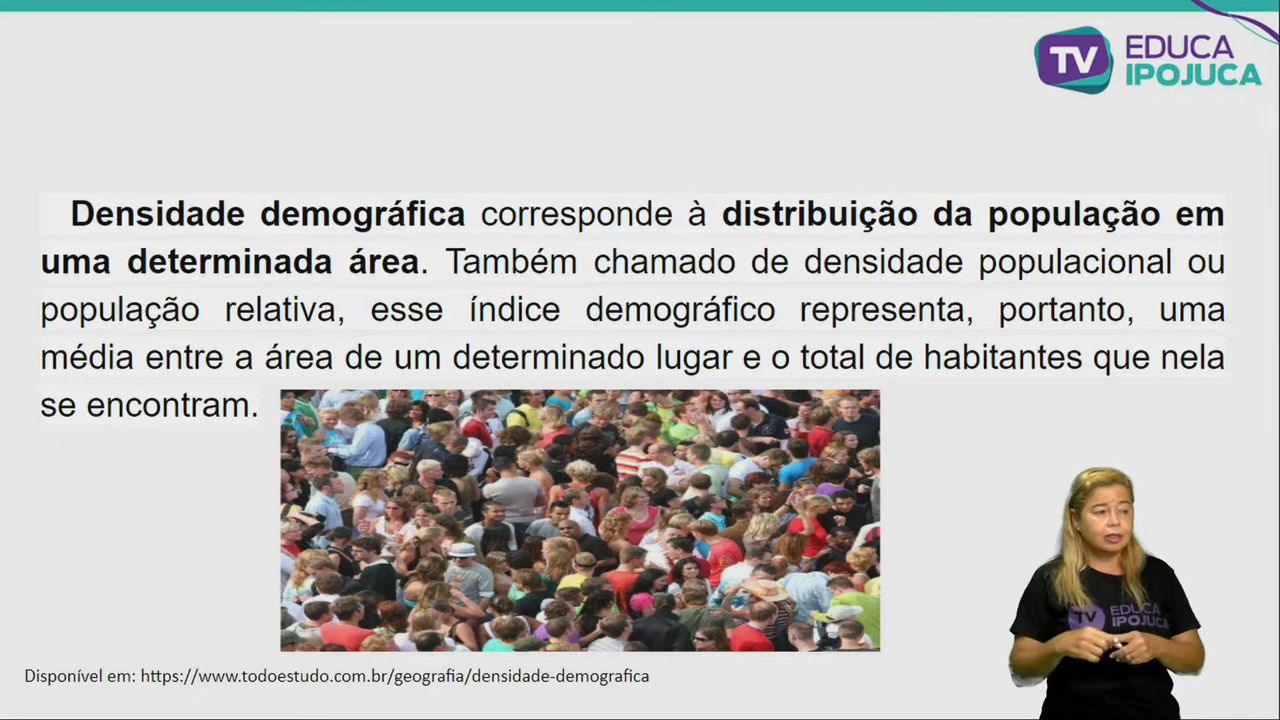 TV EDUCA
IPOJUCA
Densidade demográfica corresponde à distribuição da população em
uma determinada área. Também chamado de densidade populacional ou
população relativa, esse índice demográfico representa, portanto, uma
média entre a área de um determinado lugar e o total de habitantes que nela
se encontram.
TV EDUCA
IPOJUCA
Disponível em: https://www.todoestudo.com.br/geografia/densidade-demografica